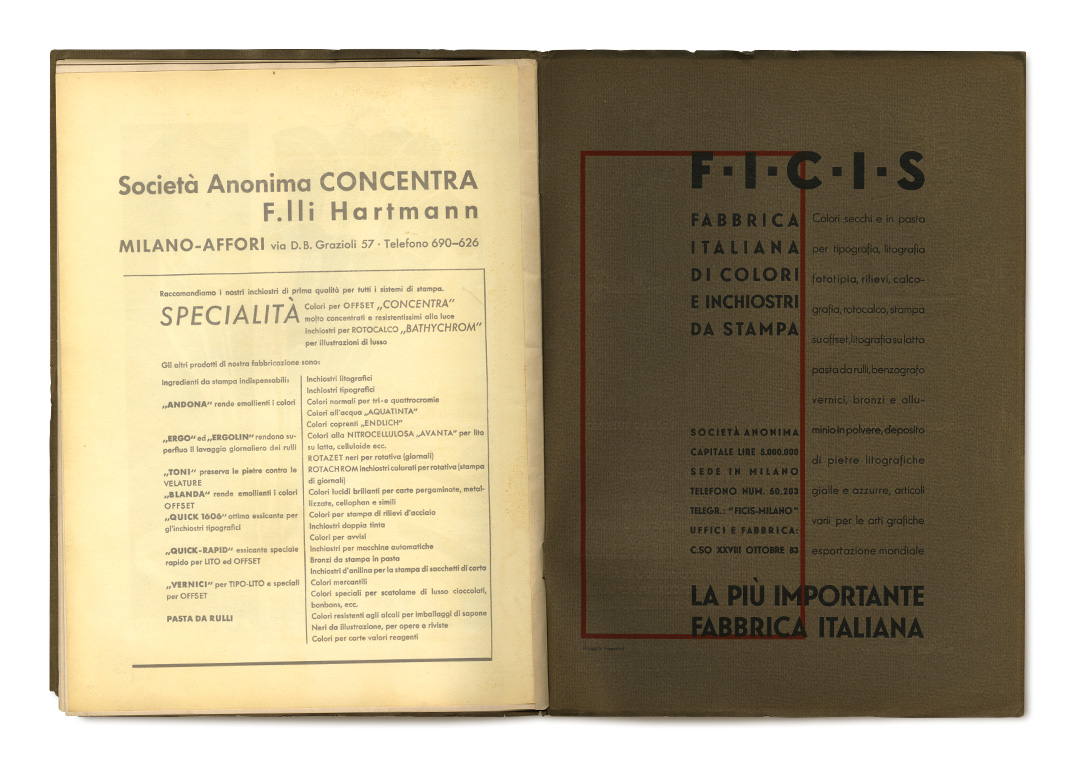 Società Anonima CONCENTRA
F.lli Hartmann
MILANO-AFFORI via D. B. Grazioli 57 · Telefono 690–626
Raccomandiamo i nostri inchiostri di prima qualità per tutti i sistemi di stampa.
SPECIALITÀ
Colori per OFFSET „CONCENTRA"
molto concentrati e resistentissimi alla luce
Inchiostri per ROTOCALCO „BATHYCHROM"
per illustrazioni di lusso
Gli altri prodotti di nostra fabbricazione sono:
Ingredienti da stampa indispensabili:
„ANDONA" rende emollienti i colori
„ERGO" ed „ERGOLIN" rendono su-
perfluo il lavaggio giornaliero dei rulli
„TONI" preserva le pietre contro le
VELATURE
„BLANDA" rende emollienti i colori
OFFSET
„QUICK 1606" ottimo essicante per
gl'inchiostri tipografici
„QUICK-RAPID" essicante speciale
rapido per LITO ed OFFSET
„VERNICI" per TIPO-LITO e speciali
per OFFSET
PASTA DA RULLI
Inchiostri litografici
Inchiostri tipografici
Colori normali per tri- e quattrocromie
Colori all'acqua „AQUATINTA"
Colori coprenti „ENDLICH"
Colori alla NITROCELLULOSA „AVANTA" per lito
su latta, celluloide ecc.
ROTAZET neri per rotativa (giornali)
ROTACHROM inchiostri colorati per rotativa (stampa
di giornali)
Colori lucidi brillanti per carte pergaminate, metal-
lizzate, cellophan e simili
Colori per stampa di rilievi d'acciaio
Inchiostri doppia tinta
Colori per avvisi
Inchiostri per macchine automatiche
Bronzi da stampa in pasta
Inchiostri d'anilina per la stampa di sacchetti di carta
Colori mercantili
Colori speciali per scatolame di lusso cioccolati,
bonbons, ecc.
Colori resistenti agli alcali per imballaggi di sapone
Neri da illustrazione, per opere e riviste
Colori per carte valori reagenti
F·I·C·I·S
FABBRICA
ITALIANA
DI COLORI
E INCHIOSTRI
DA STAMPA
SOCIETÀ ANONIMA
CAPITALE LIRE 5.000.000
SEDE IN MILANO
TELEFONO NUM. 60,203
TELEGR.: "FICIS-MILANO"
UFFICI E FABBRICA:
C.SO XXVIII OTTOBRE 83
Colori secchi e in pasta
per tipografia, litografia
fototipia, rilievi, calco-
grafia, rotocalco, stampa
su offset, litografia su latta
pasta da rulli, benzografo
vernici, bronzi e allu-
minio in polvere, deposito
di pietre litografiche
gialle e azzurre, articoli
varii per le arti grafiche
esportazione mondiale
LA PIÙ IMPORTANTE
FABBRICA ITALIANA